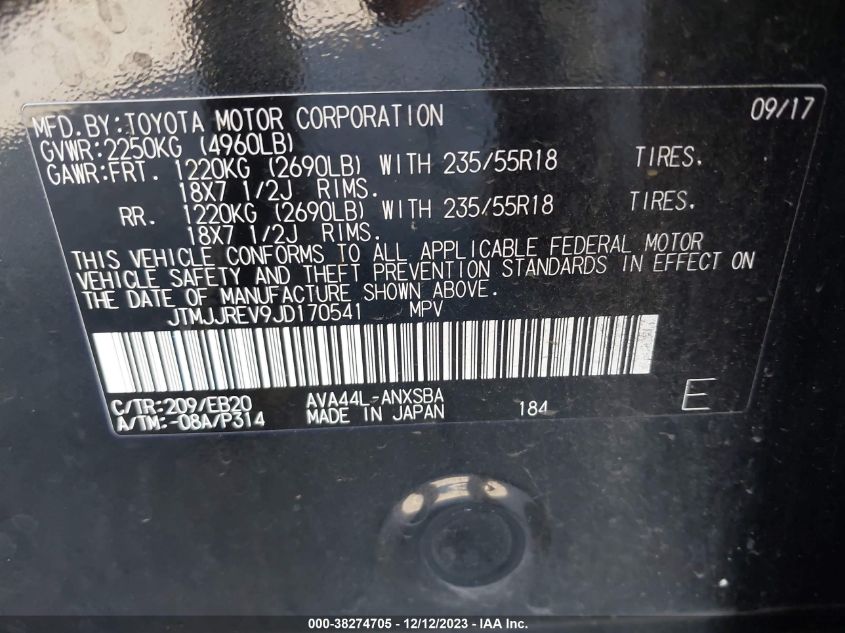 MFD.BY:TOYOTA MOTOR CORPORATION 09/17
GVWR:2250KG (4960LB)
GAWR:FRT. 1220KG (2690LB) WITH 235/55R18 TIRES.
18X7 1/2J RIMS.
RR. 1220KG (2690LB) WITH 235/55R18 TIRES.
18X7 1/2J RIMS.
THIS VEHICLE CONFORMS TO ALL APPLICABLE FEDERAL MOTOR
VEHICLE SAFETY AND THEFT PREVENTION STANDARDS IN EFFECT ON
THE DATE OF MANUFACTURE SHOWN ABOVE.
JTMJJREV9JD170541 MPV
C/TR:209/EB20 AVA44L-ANXSBA 184 E
A/TM:-08A/P314 MADE IN JAPAN
000-38274705 - 12/12/2023 - IAA Inc.